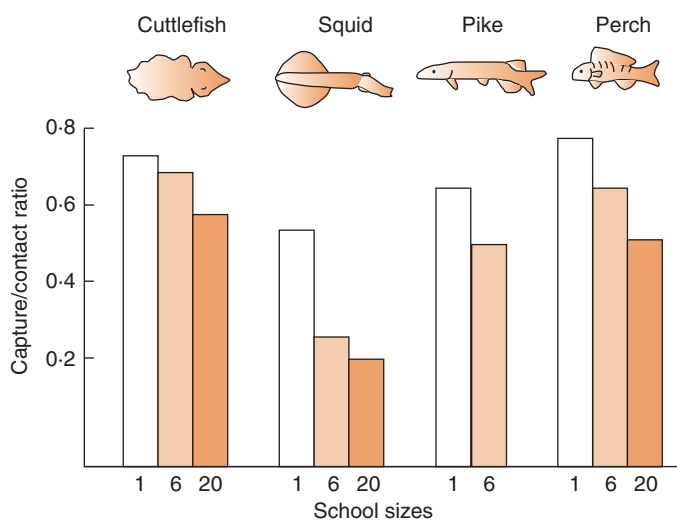 Cuttlefish Squid Pike Perch
Capture/contact ratio
0·8
0·6
0·4
0·2
1 6 20 1 6 20 1 6 1 6 20
School sizes